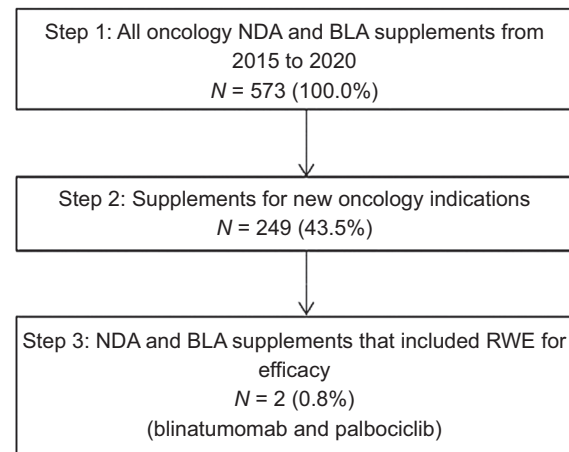 Step 1: All oncology NDA and BLA supplements from
2015 to 2020
N = 573 (100.0%)
Step 2: Supplements for new oncology indications
N = 249 (43.5%)
Step 3: NDA and BLA supplements that included RWE for
efficacy
N = 2 (0.8%)
(blinatumomab and palbociclib)